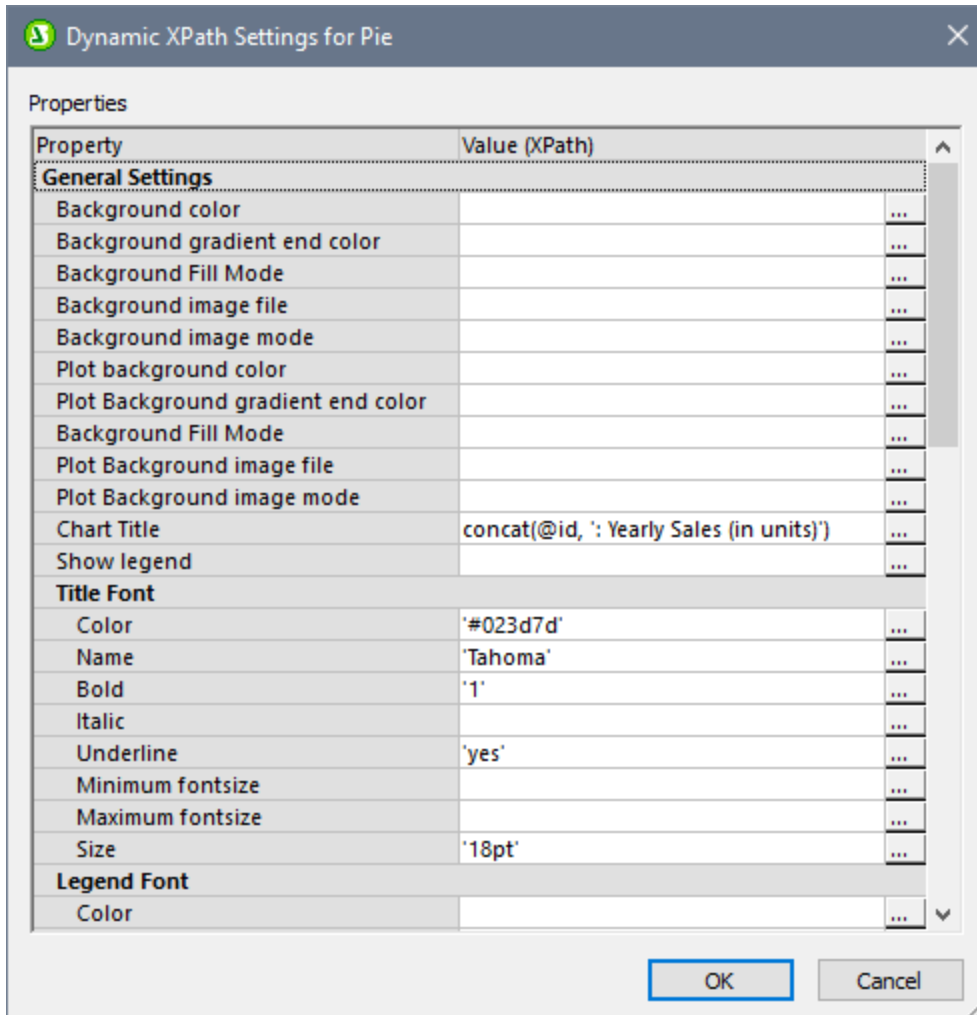 Dynamic XPath Settings for Pie
Properties
Property Value (XPath)
General Settings
Background color ...
Background gradient end color ...
Background Fill Mode ...
Background image file ...
Background image mode ...
Plot background color ...
Plot Background gradient end color ...
Background Fill Mode ...
Plot Background image file ...
Plot Background image mode ...
Chart Title concat(@id, ': Yearly Sales (in units)') ...
Show legend ...
Title Font
Color '#023d7d' ...
Name 'Tahoma' ...
Bold '1' ...
Italic ...
Underline 'yes' ...
Minimum fontsize ...
Maximum fontsize ...
Size '18pt' ...
Legend Font
Color ...
OK Cancel